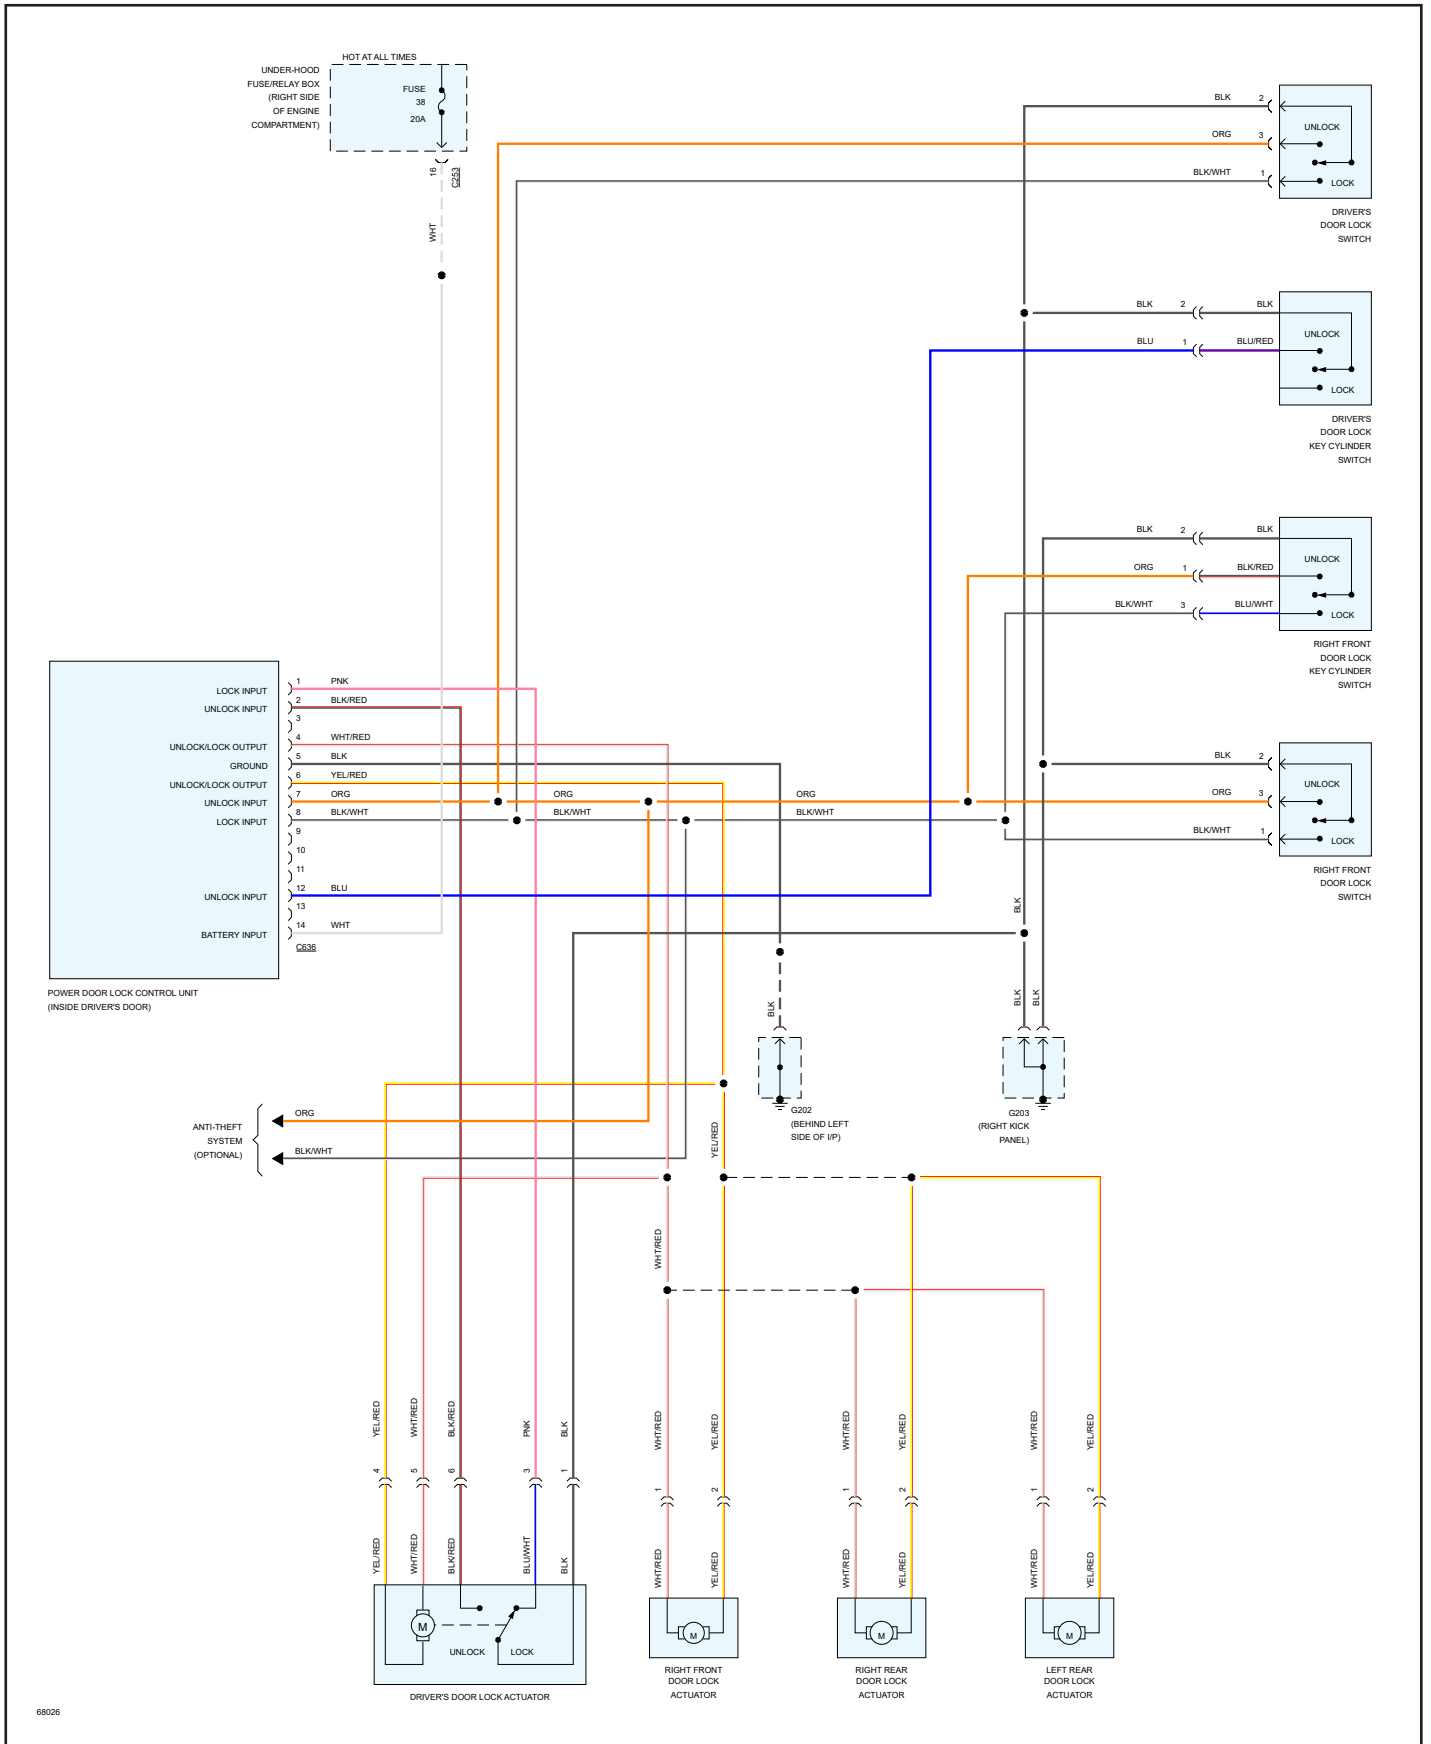 HOT AT ALL TIMES
UNDER-HOOD
FUSE/RELAY BOX
(RIGHT SIDE
OF ENGINE
COMPARTMENT)
FUSE
38
20A
16
C253
WHT
BLK 2
ORG 3
BLK/WHT 1
UNLOCK
LOCK
DRIVER'S
DOOR LOCK
SWITCH
BLK 2 BLK
BLU 1 BLU/RED
UNLOCK
LOCK
DRIVER'S
DOOR LOCK
KEY CYLINDER
SWITCH
BLK 2 BLK
ORG 1 BLK/RED
BLK/WHT 3 BLU/WHT
UNLOCK
LOCK
RIGHT FRONT
DOOR LOCK
KEY CYLINDER
SWITCH
BLK 2
ORG 3
BLK/WHT 1
UNLOCK
LOCK
RIGHT FRONT
DOOR LOCK
SWITCH
LOCK INPUT 1 PNK
UNLOCK INPUT 2 BLK/RED
3
UNLOCK/LOCK OUTPUT 4 WHT/RED
GROUND 5 BLK
UNLOCK/LOCK OUTPUT 6 YEL/RED
UNLOCK INPUT 7 ORG ORG ORG
LOCK INPUT 8 BLK/WHT BLK/WHT BLK/WHT
9
10
11
UNLOCK INPUT 12 BLU
13
BATTERY INPUT 14 WHT
C636
POWER DOOR LOCK CONTROL UNIT
(INSIDE DRIVER'S DOOR)
BLK
BLK
BLK
BLK
G202
(BEHIND LEFT
SIDE OF I/P)
G203
(RIGHT KICK
PANEL)
ANTI-THEFT
SYSTEM
(OPTIONAL)
ORG
BLK/WHT
YEL/RED
WHT/RED
YEL/RED WHT/RED BLK/RED PNK BLK
4 5 6 3 1
YEL/RED WHT/RED BLK/RED BLU/WHT BLK
M
UNLOCK LOCK
DRIVER'S DOOR LOCK ACTUATOR
WHT/RED YEL/RED
1 2
WHT/RED YEL/RED
M
RIGHT FRONT
DOOR LOCK
ACTUATOR
WHT/RED YEL/RED
1 2
WHT/RED YEL/RED
M
RIGHT REAR
DOOR LOCK
ACTUATOR
WHT/RED YEL/RED
1 2
WHT/RED YEL/RED
M
LEFT REAR
DOOR LOCK
ACTUATOR
68026